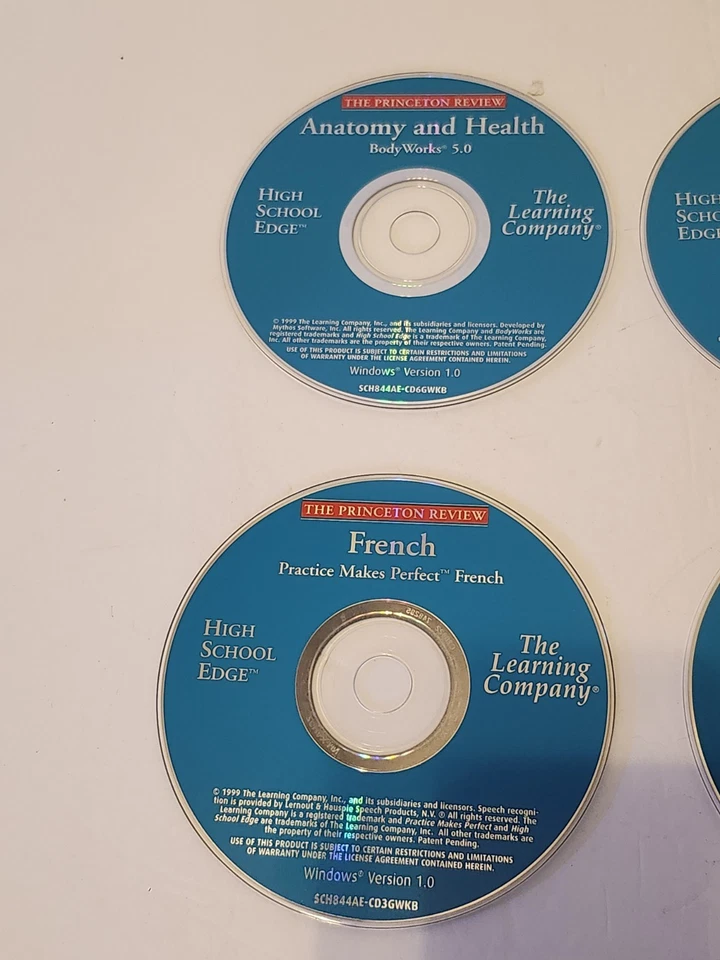 THE PRINCETON REVIEW
Anatomy and Health
BodyWorks® 5.0
HIGH
SCHOOL
EDGE™
The
Learning
Company®
© 1999 The Learning Company, Inc., and its subsidiaries and licensors. Developed by
Mythos Software, Inc. All rights reserved. The Learning Company and BodyWorks are
registered trademarks and High School Edge is a trademark of The Learning Company,
Inc. All other trademarks are the property of their respective owners. Patent Pending.
USE OF THIS PRODUCT IS SUBJECT TO CERTAIN RESTRICTIONS AND LIMITATIONS
OF WARRANTY UNDER THE LICENSE AGREEMENT CONTAINED HEREIN.
Windows® Version 1.0
SCH844AE-CD6GWKB
HIGH
SCHO
EDG
THE PRINCETON REVIEW
French
Practice Makes Perfect™ French
HIGH
SCHOOL
EDGE™
The
Learning
Company®
© 1999 The Learning Company, Inc., and its subsidiaries and licensors. Speech recogni-
tion is provided by Lernout & Hauspie Speech Products, N.V. ® All rights reserved. The
Learning Company is a registered trademark and Practice Makes Perfect and High
School Edge are trademarks of The Learning Company, Inc. All other trademarks are
the property of their respective owners. Patent Pending.
USE OF THIS PRODUCT IS SUBJECT TO CERTAIN RESTRICTIONS AND LIMITATIONS
OF WARRANTY UNDER THE LICENSE AGREEMENT CONTAINED HEREIN.
Windows® Version 1.0
SCH844AE-CD3GWKB